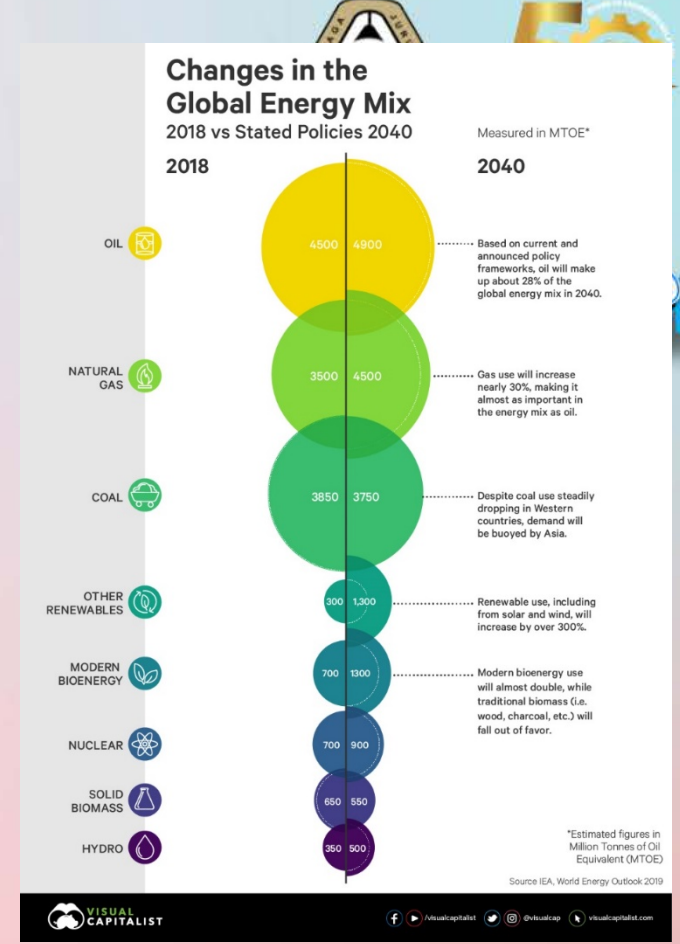 AGA JURI
Changes in the
Global Energy Mix
2018 vs Stated Policies 2040
Measured in MTOE*
2018
2040
OIL
4500 4900
Based on current and
announced policy
frameworks, oil will make
up about 28% of the
global energy mix in 2040.
NATURAL
GAS
3500 4500
Gas use will increase
nearly 30%, making it
almost as important in
the energy mix as oil.
COAL
3850 3750
Despite coal use steadily
dropping in Western
countries, demand will
be buoyed by Asia.
OTHER
RENEWABLES
300 1,300
Renewable use, including
from solar and wind, will
increase by over 300%.
MODERN
BIOENERGY
700 1300
Modern bioenergy use
will almost double, while
traditional biomass (i.e.
wood, charcoal, etc.) will
fall out of favor.
NUCLEAR
700 900
SOLID
BIOMASS
650 550
HYDRO
350 500
*Estimated figures in
Million Tonnes of Oil
Equivalent (MTOE)
Source IEA, World Energy Outlook 2019
VISUAL
CAPITALIST
/visualcapitalist @visualcap visualcapitalist.com